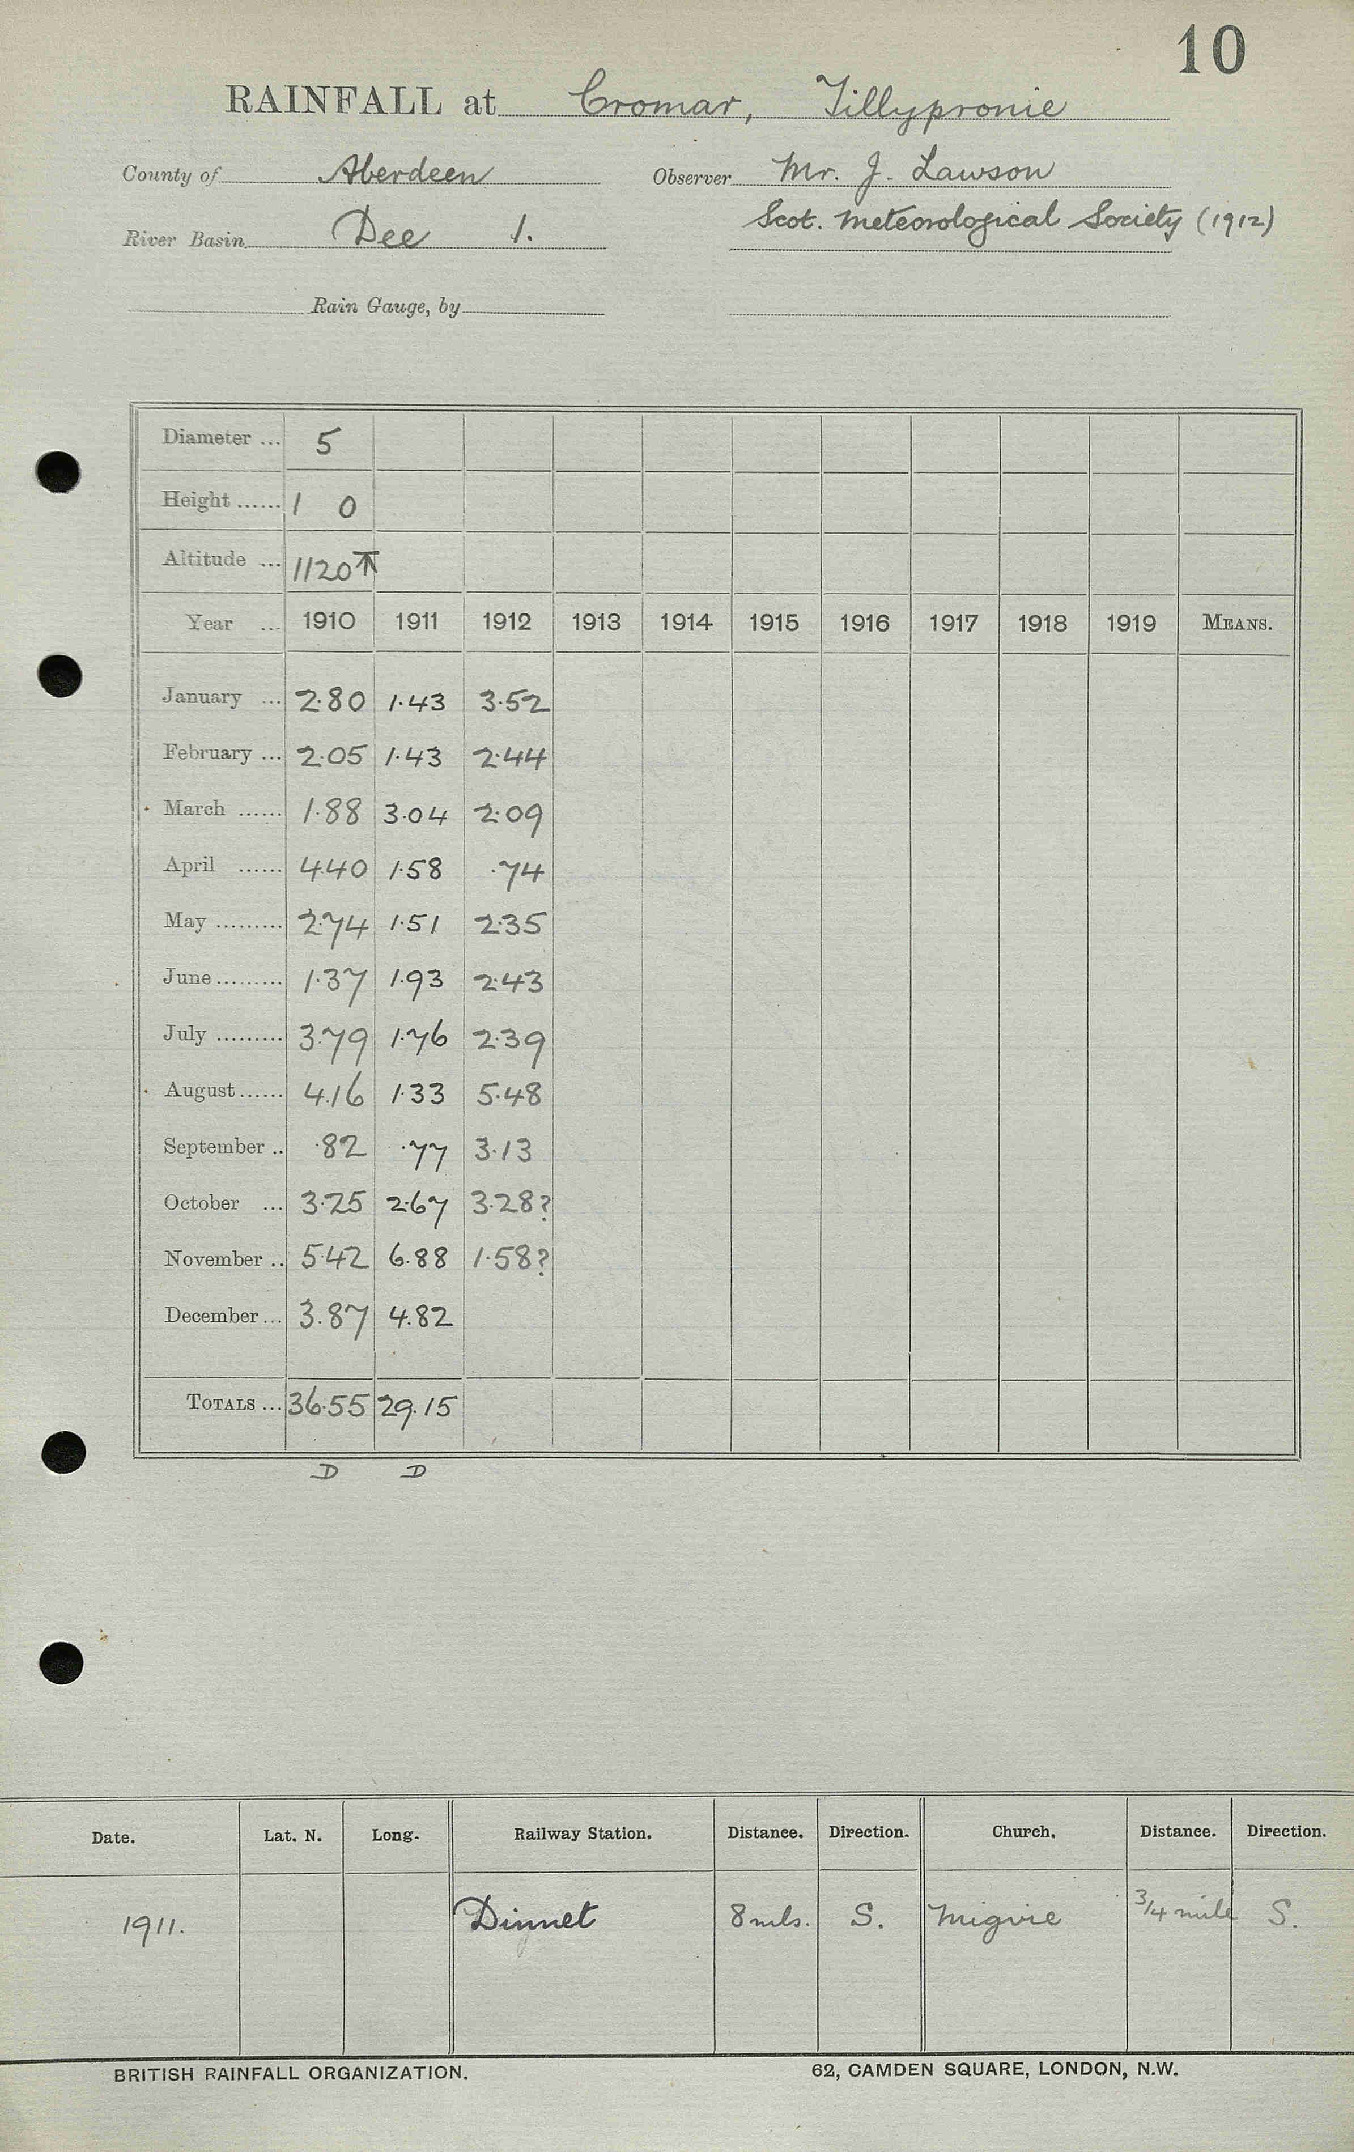 10
RAINFALL at Cromar, Tillypronie
County of Aberdeen Observer Mr. J. Lawson
River Basin Dee 1. Scot. Meteorological Society (1912)
Rain Gauge, by
Diameter ... 5
Height ...... 1 0
Altitude ... 1120 ⊼
Year ... 1910 1911 1912 1913 1914 1915 1916 1917 1918 1919 MEANS.
January ... 2.80 1.43 3.52
February ... 2.05 1.43 2.44
March ...... 1.88 3.04 2.09
April ...... 4.40 1.58 .74
May ......... 2.74 1.51 2.35
June ......... 1.37 1.93 2.43
July ......... 3.79 1.76 2.39
August ...... 4.16 1.33 5.48
September .. .82 .77 3.13
October ... 3.25 2.67 3.28?
November .. 5.42 6.88 1.58?
December ... 3.87 4.82
TOTALS ... 36.55 29.15
D D
Date. Lat. N. Long. Railway Station. Distance. Direction. Church. Distance. Direction.
1911. Dinnet 8 mls. S. Migvie 3/4 mile S.
BRITISH RAINFALL ORGANIZATION. 62, CAMDEN SQUARE, LONDON, N.W.